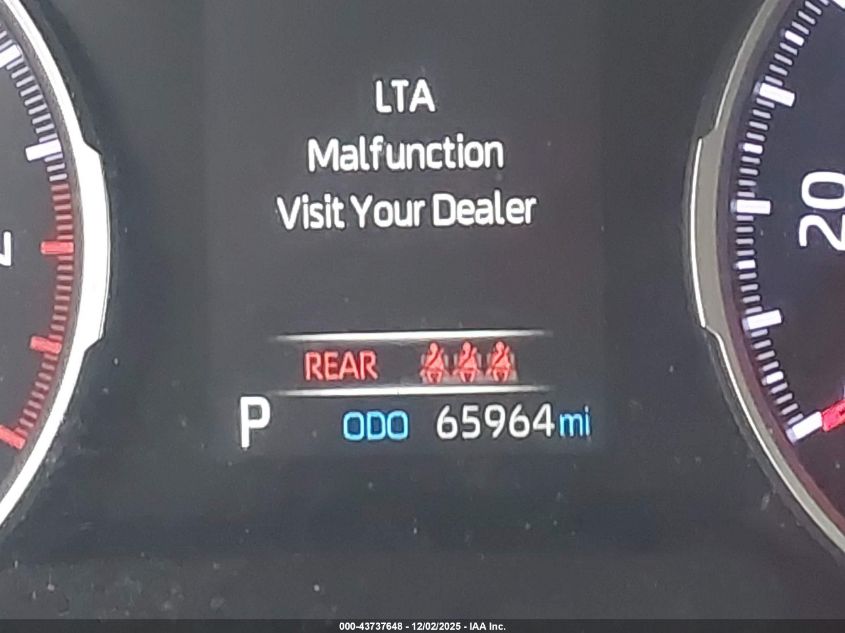 LTA
Malfunction
Visit Your Dealer
20
REAR
P ODO 65964 mi
000-43737648 - 12/02/2025 - IAA Inc.